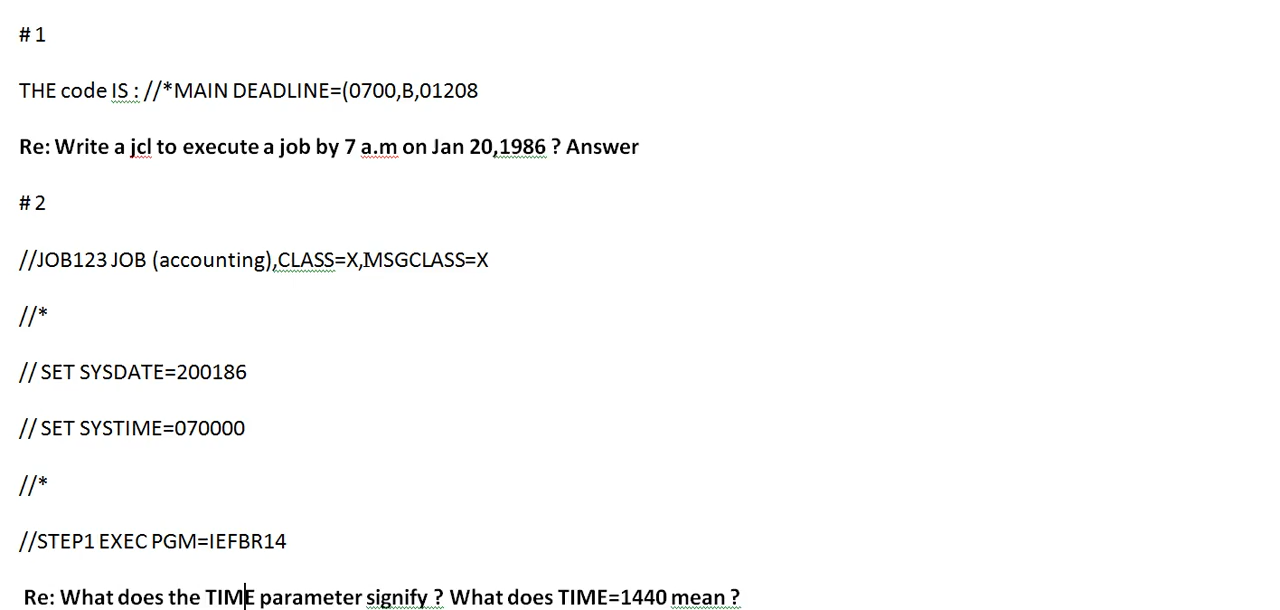 # 1
THE code IS : //*MAIN DEADLINE=(0700,B,01208
Re: Write a jcl to execute a job by 7 a.m on Jan 20,1986 ? Answer
# 2
//JOB123 JOB (accounting),CLASS=X,MSGCLASS=X
//*
// SET SYSDATE=200186
// SET SYSTIME=070000
//*
//STEP1 EXEC PGM=IEFBR14
Re: What does the TIME parameter signify ? What does TIME=1440 mean ?